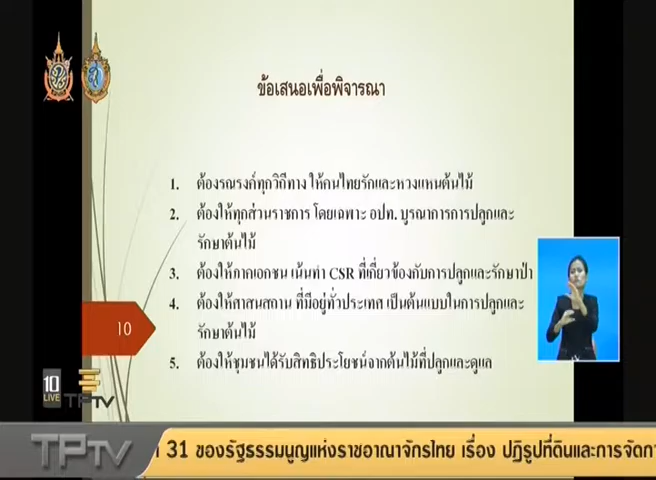 TPTV
ข้อเสนอเพื่อพิจารณา
1. ต้องรณรงค์ทุกวิถีทาง ให้คนไทยรักและหวงแหนต้นไม้
2. ต้องให้ทุกส่วนราชการ โดยเฉพาะ อปท. บูรณาการการปลูกและ
รักษาต้นไม้
3. ต้องให้ภาคเอกชน เน้นทำ CSR ที่เกี่ยวข้องกับการปลูกและรักษาป่า
4. ต้องให้ศาสนสถาน ที่มีอยู่ทั่วประเทศ เป็นต้นแบบในการปลูกและ
รักษาต้นไม้
5. ต้องให้ชุมชนได้รับสิทธิประโยชน์จากต้นไม้ที่ปลูกและดูแล
10
10
LIVE
TPTV
TPTV
31 ของรัฐธรรมนูญแห่งราชอาณาจักรไทย เรื่อง ปฏิรูปที่ดินและการจัดกา